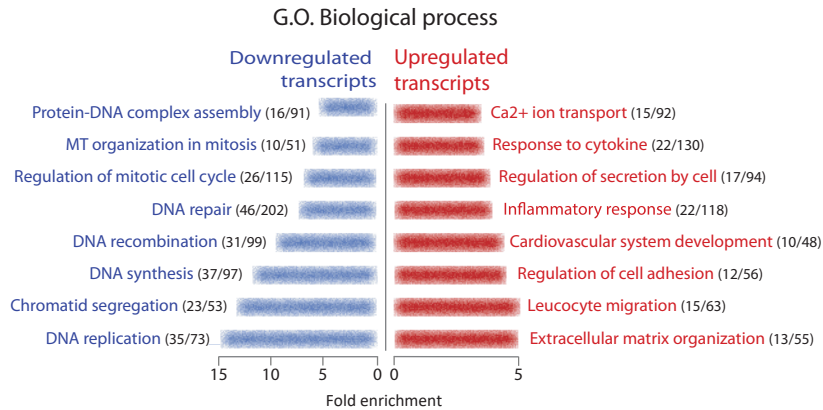 G.O. Biological process
Downregulated transcripts
Upregulated transcripts
Protein-DNA complex assembly (16/91)
Ca2+ ion transport (15/92)
MT organization in mitosis (10/51)
Response to cytokine (22/130)
Regulation of mitotic cell cycle (26/115)
Regulation of secretion by cell (17/94)
DNA repair (46/202)
Inflammatory response (22/118)
DNA recombination (31/99)
Cardiovascular system development (10/48)
DNA synthesis (37/97)
Regulation of cell adhesion (12/56)
Chromatid segregation (23/53)
Leucocyte migration (15/63)
DNA replication (35/73)
Extracellular matrix organization (13/55)
15 10 5 0 0 5
Fold enrichment